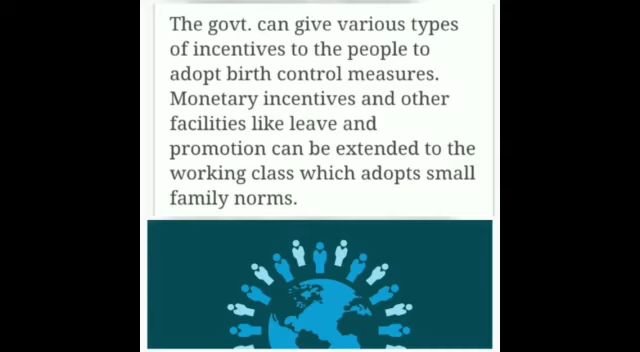 The govt. can give various types
of incentives to the people to
adopt birth control measures.
Monetary incentives and other
facilities like leave and
promotion can be extended to the
working class which adopts small
family norms.